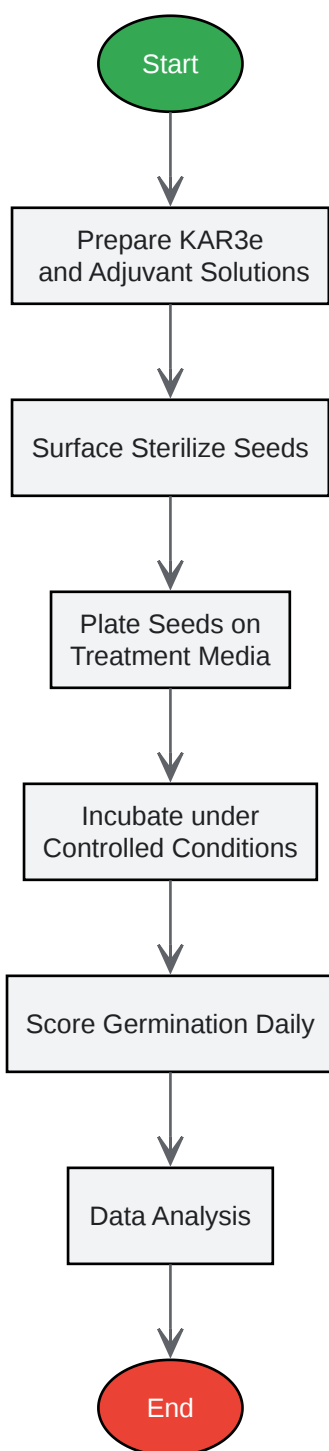 Start
Prepare KAR3e
and Adjuvant Solutions
Surface Sterilize Seeds
Plate Seeds on
Treatment Media
Incubate under
Controlled Conditions
Score Germination Daily
Data Analysis
End